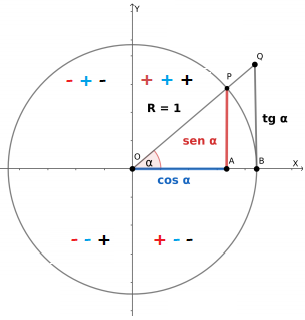 Y
Q
- + -
+ + +
P
R = 1
tg α
sen α
O
α
A
B
X
cos α
- - +
+ - -